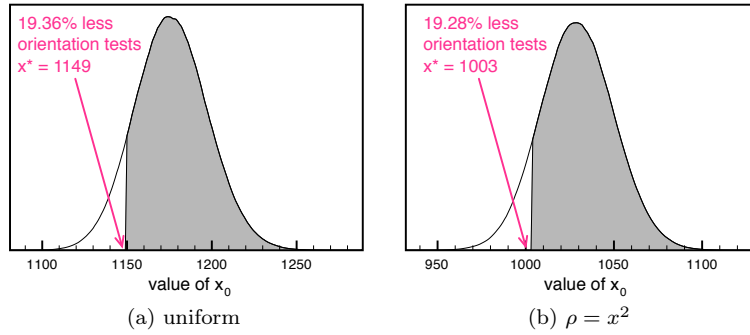 19.36% less
orientation tests
x* = 1149
1100 1150 1200 1250
value of x₀
(a) uniform
19.28% less
orientation tests
x* = 1003
950 1000 1050 1100
value of x₀
(b) ρ = x²